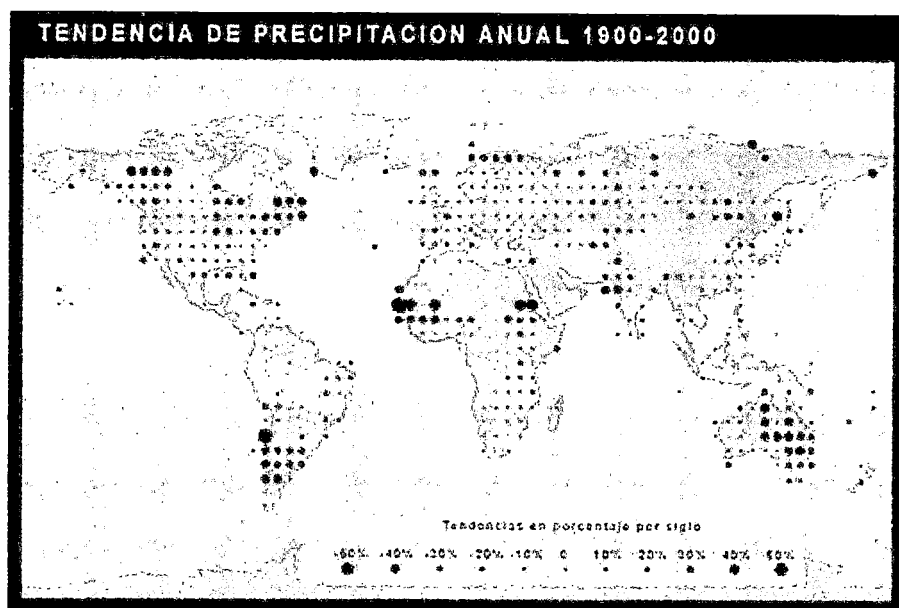 TENDENCIA DE PRECIPITACION ANUAL 1900-2000
Tendencias en porcentaje por siglo
-50% -40% -30% -20% -10% 0 10% 20% 30% 40% 50%